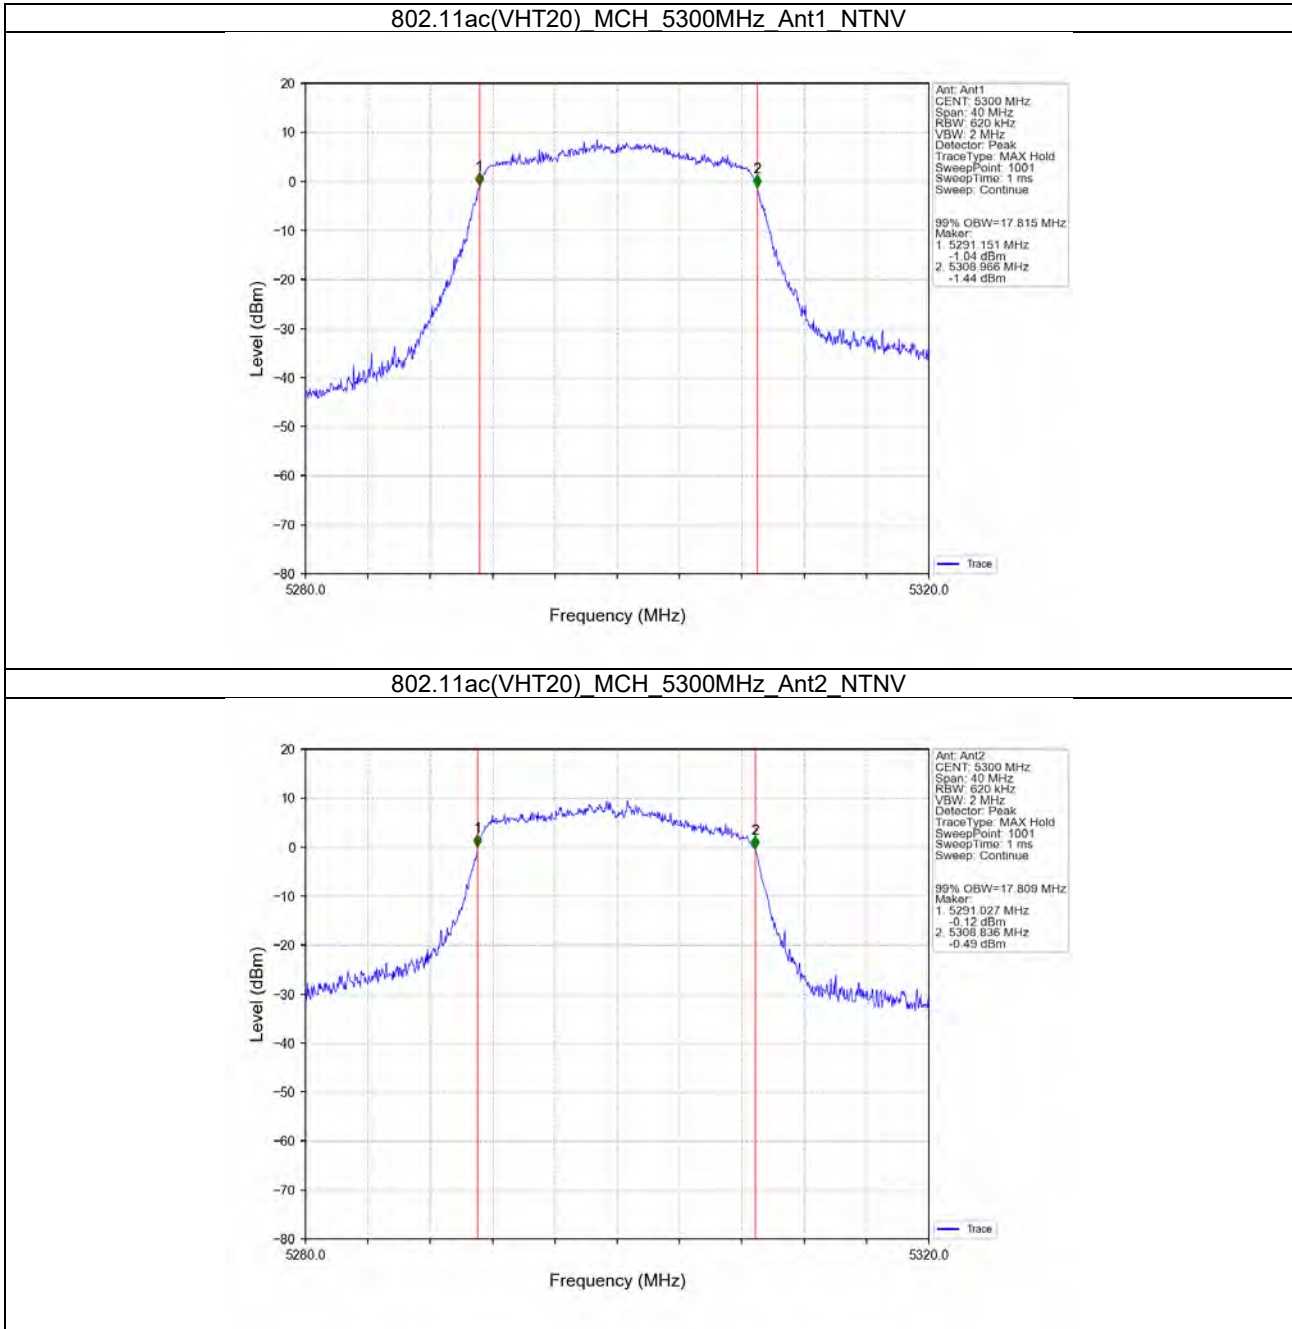 802.11ac(VHT20)_MCH_5300MHz_Ant1_NTNV
20
10
0
−10
−20
−30
−40
−50
−60
−70
−80
Level (dBm)
5280.0
5320.0
Frequency (MHz)
1
2
Ant: Ant1
CENT: 5300 MHz
Span: 40 MHz
RBW: 620 kHz
VBW: 2 MHz
Detector: Peak
TraceType: MAX Hold
SweepPoint: 1001
SweepTime: 1 ms
Sweep: Continue
99% OBW=17.815 MHz
Maker:
1. 5291.151 MHz
-1.04 dBm
2. 5308.966 MHz
-1.44 dBm
Trace
802.11ac(VHT20)_MCH_5300MHz_Ant2_NTNV
20
10
0
−10
−20
−30
−40
−50
−60
−70
−80
Level (dBm)
5280.0
5320.0
Frequency (MHz)
1
2
Ant: Ant2
CENT: 5300 MHz
Span: 40 MHz
RBW: 620 kHz
VBW: 2 MHz
Detector: Peak
TraceType: MAX Hold
SweepPoint: 1001
SweepTime: 1 ms
Sweep: Continue
99% OBW=17.809 MHz
Maker:
1. 5291.027 MHz
-0.12 dBm
2. 5308.836 MHz
-0.49 dBm
Trace